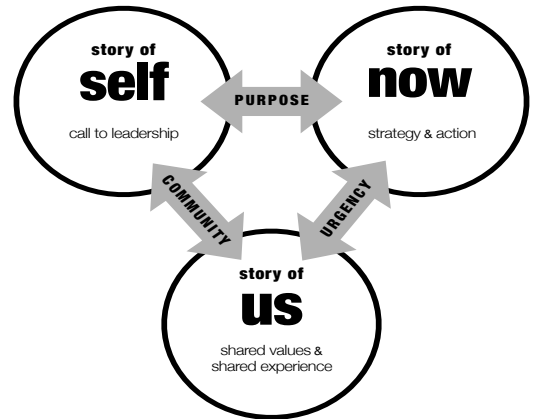 story of
self
call to leadership
PURPOSE
story of
now
strategy & action
COMMUNITY
URGENCY
story of
us
shared values &
shared experience